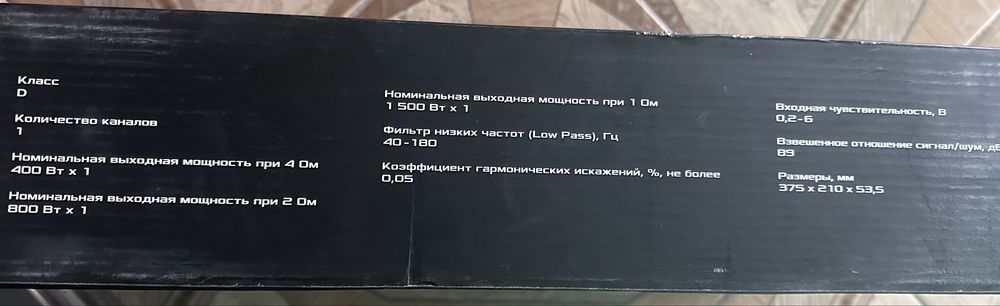 Класс
D
Количество каналов
1
Номинальная выходная мощность при 4 Ом
400 Вт x 1
Номинальная выходная мощность при 2 Ом
800 Вт x 1
Номинальная выходная мощность при 1 Ом
1 500 Вт x 1
Фильтр низких частот (Low Pass), Гц
40-180
Коэффициент гармонических искажений, %, не более
0,05
Входная чувствительность, В
0,2-6
Взвешенное отношение сигнал/шум, дБ
89
Размеры, мм
375 x 210 x 53,5